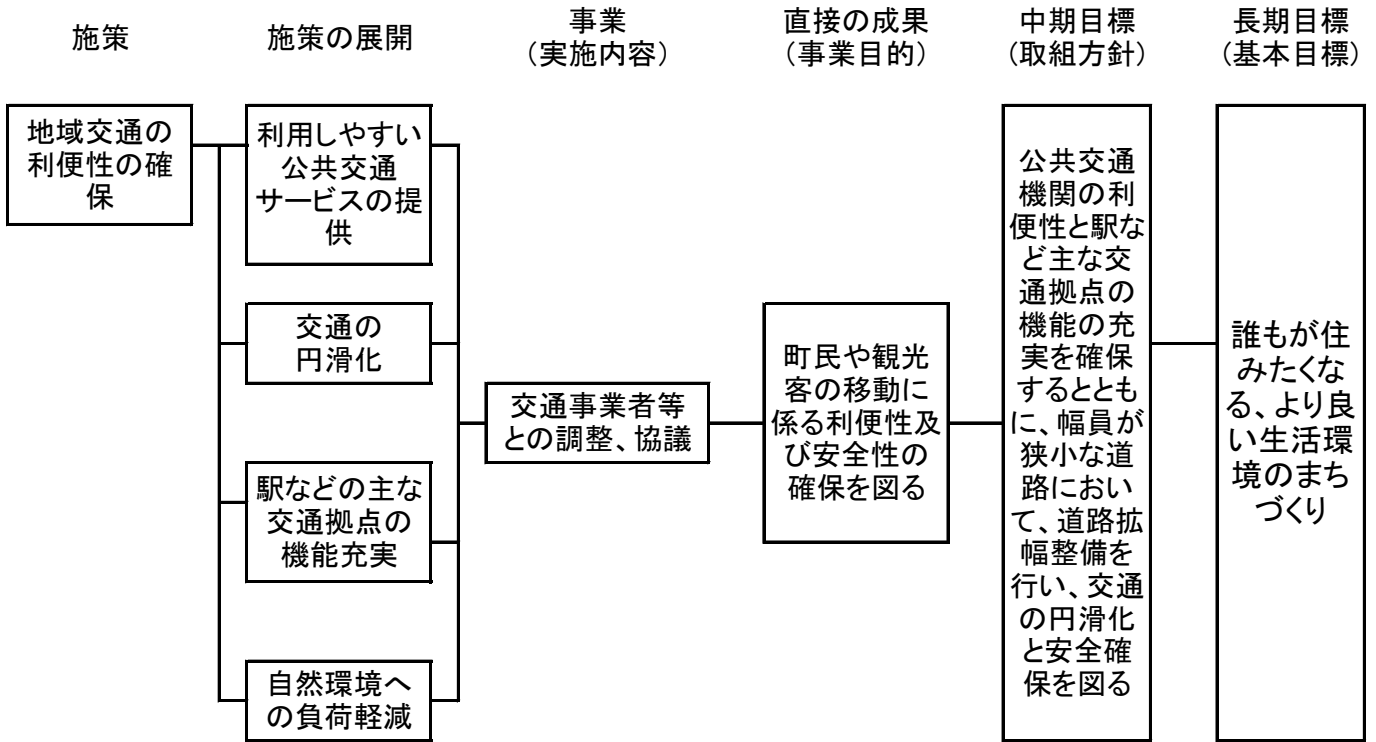 施策
施策の展開
事業
（実施内容）
直接の成果
（事業目的）
中期目標
（取組方針）
長期目標
（基本目標）
地域交通の
利便性の確
保
利用しやすい
公共交通
サービスの提
供
交通の
円滑化
駅などの主な
交通拠点の
機能充実
自然環境へ
の負荷軽減
交通事業者等
との調整、協議
町民や観光
客の移動に
係る利便性及
び安全性の
確保を図る
公共交通
機関の利
便性と駅な
ど主な交
通拠点の
機能の充
実を確保
するととも
に、幅員が
狭小な道
路におい
て、道路拡
幅整備を
行い、交通
の円滑化
と安全確
保を図る
誰もが住
みたくな
る、より良
い生活環
境のまち
づくり